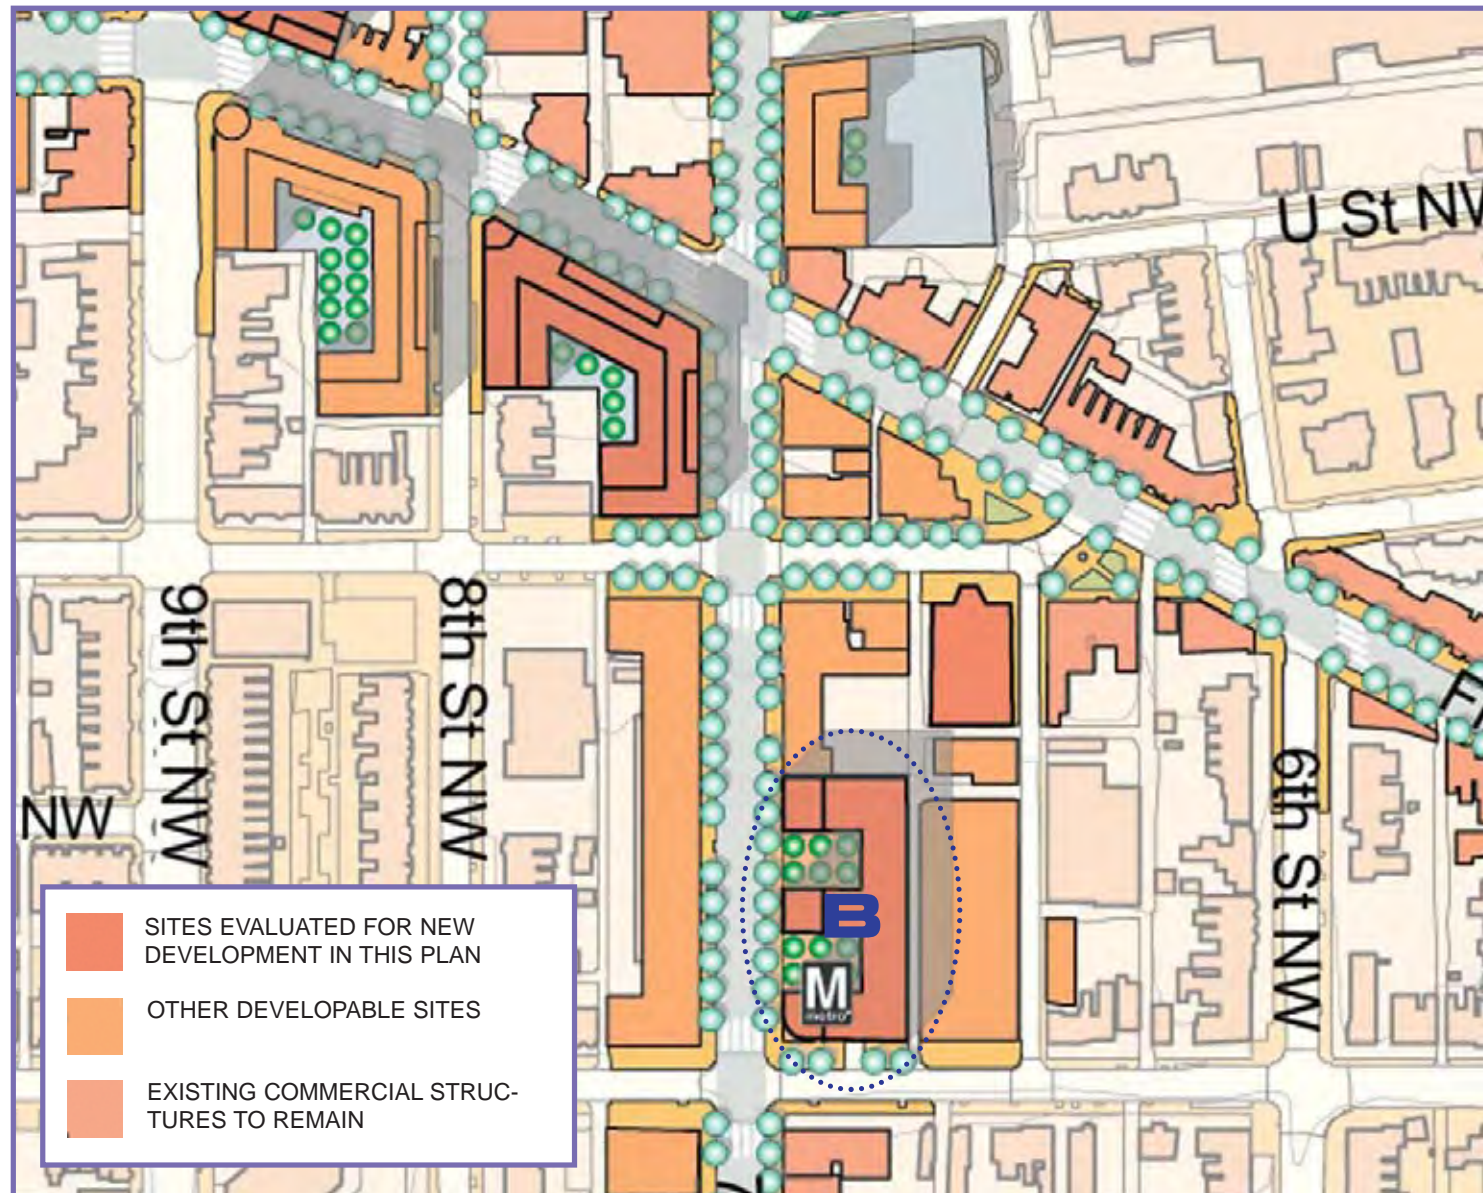 U St NW
9th St NW
8th St NW
6th St NW
NW
F
B
M
metro
SITES EVALUATED FOR NEW
DEVELOPMENT IN THIS PLAN
OTHER DEVELOPABLE SITES
EXISTING COMMERCIAL STRUC-
TURES TO REMAIN